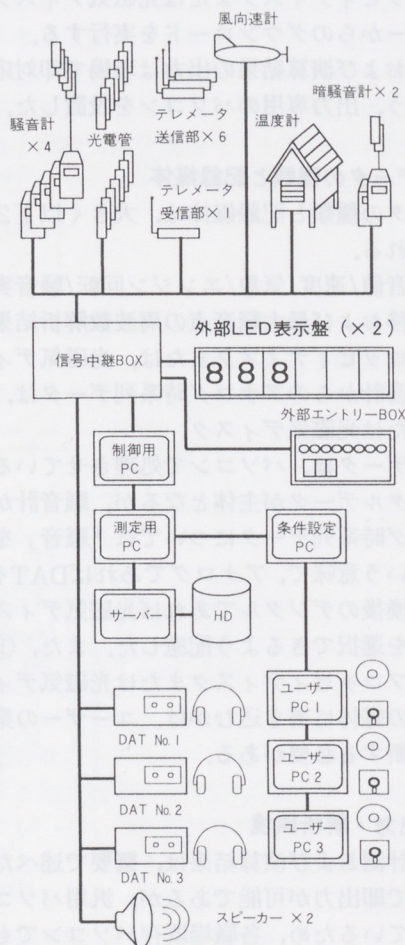 風向速計
暗騒音計×2
騒音計
×4
光電管
テレメータ
送信部×6
温度計
テレメータ
受信部×1
外部LED表示盤（×2）
信号中継BOX
888
外部エントリーBOX
制御用
PC
測定用
PC
条件設定
PC
サーバー
HD
ユーザー
PC 1
DAT No.1
ユーザー
PC 2
DAT No.2
ユーザー
PC 3
DAT No.3
スピーカー ×2